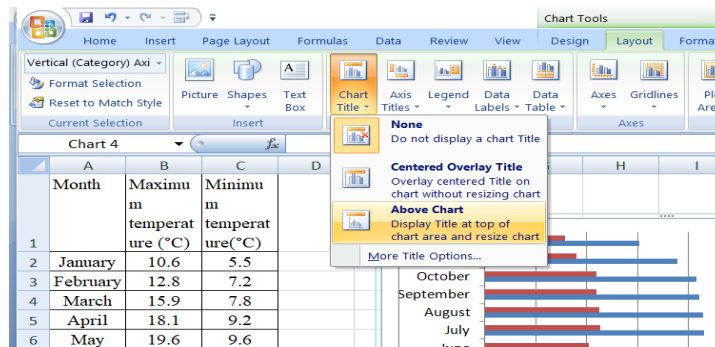 Chart Tools
Home Insert Page Layout Formulas Data Review View Design Layout Forma
Vertical (Category) Axi
Format Selection
Reset to Match Style
Current Selection
Picture Shapes Text Box
Insert
Chart Title Axis Titles Legend Data Labels Data Table
Axes Gridlines
Axes
Chart 4
fx
None
Do not display a chart Title
Centered Overlay Title
Overlay centered Title on
chart without resizing chart
Above Chart
Display Title at top of
chart area and resize chart
More Title Options...
A B C D H I
1
Month Maximu
m
temperat
ure (°C) Minimu
m
temperat
ure(°C)
2 January 10.6 5.5
3 February 12.8 7.2
4 March 15.9 7.8
5 April 18.1 9.2
6 May 19.6 9.6
October
September
August
July